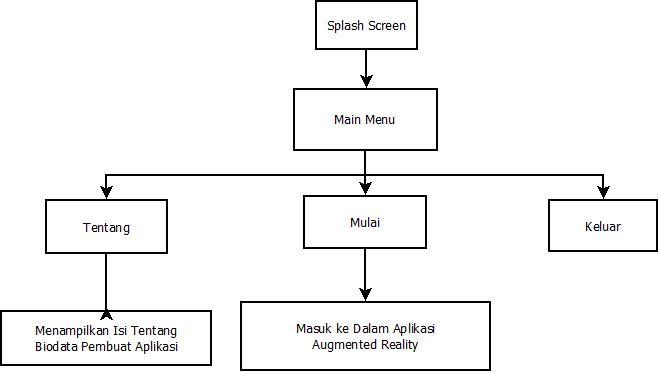 Splash Screen
Main Menu
Tentang
Mulai
Keluar
Menampilkan Isi Tentang
Biodata Pembuat Aplikasi
Masuk ke Dalam Aplikasi
Augmented Reality